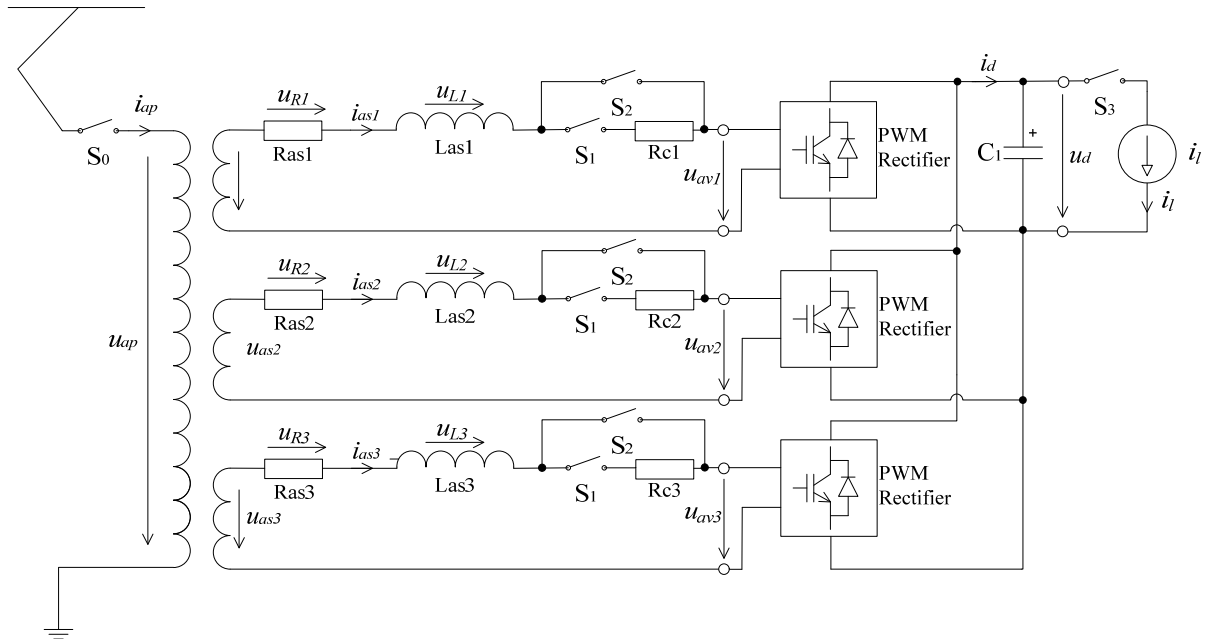 S0
iap
uap
uR1
ias1
uL1
Ras1
Las1
S2
S1
Rc1
uav1
PWM
Rectifier
id
C1
+
ud
S3
il
il
uR2
ias2
uL2
Ras2
Las2
uas2
S2
S1
Rc2
uav2
PWM
Rectifier
uR3
ias3
uL3
Ras3
Las3
uas3
S2
S1
Rc3
uav3
PWM
Rectifier